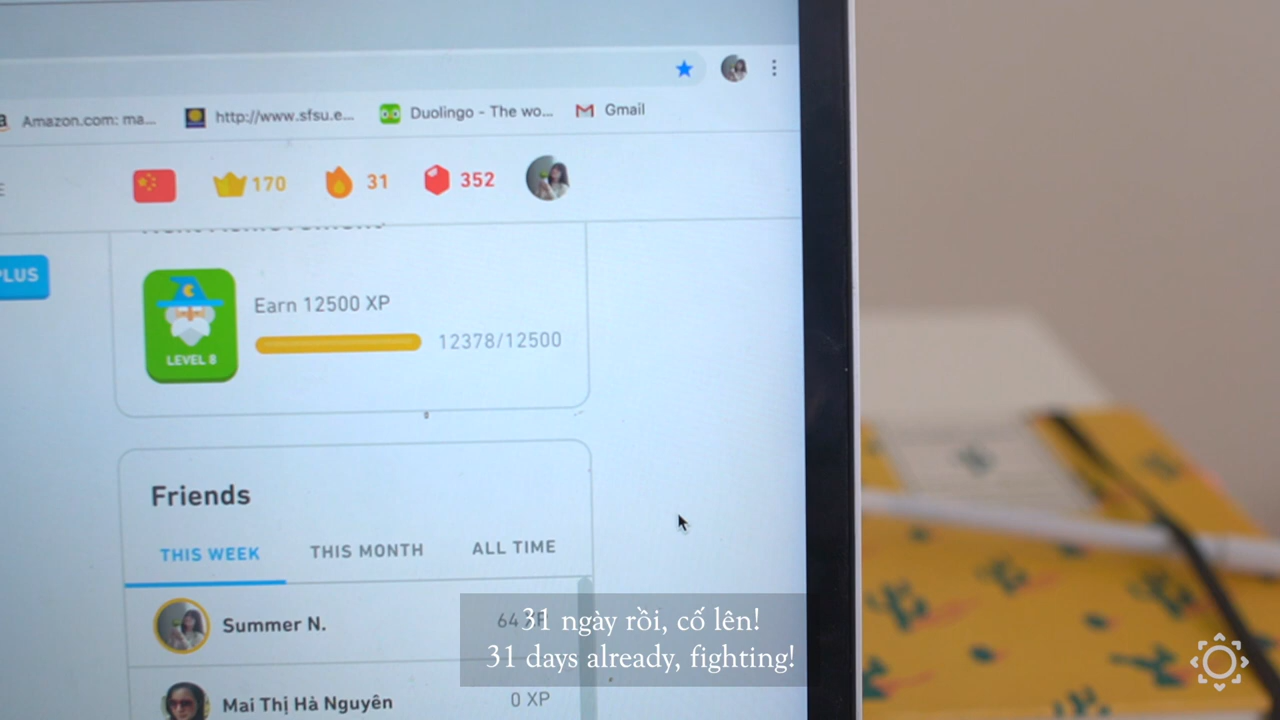 Amazon.com: ma...
http://www.sfsu.e...
Duolingo - The wo...
Gmail
170
31
352
PLUS
Earn 12500 XP
12378/12500
LEVEL 8
Friends
THIS WEEK
THIS MONTH
ALL TIME
Summer N.
64 XP
31 ngày rồi, cố lên!
31 days already, fighting!
Mai Thị Hà Nguyên
0 XP